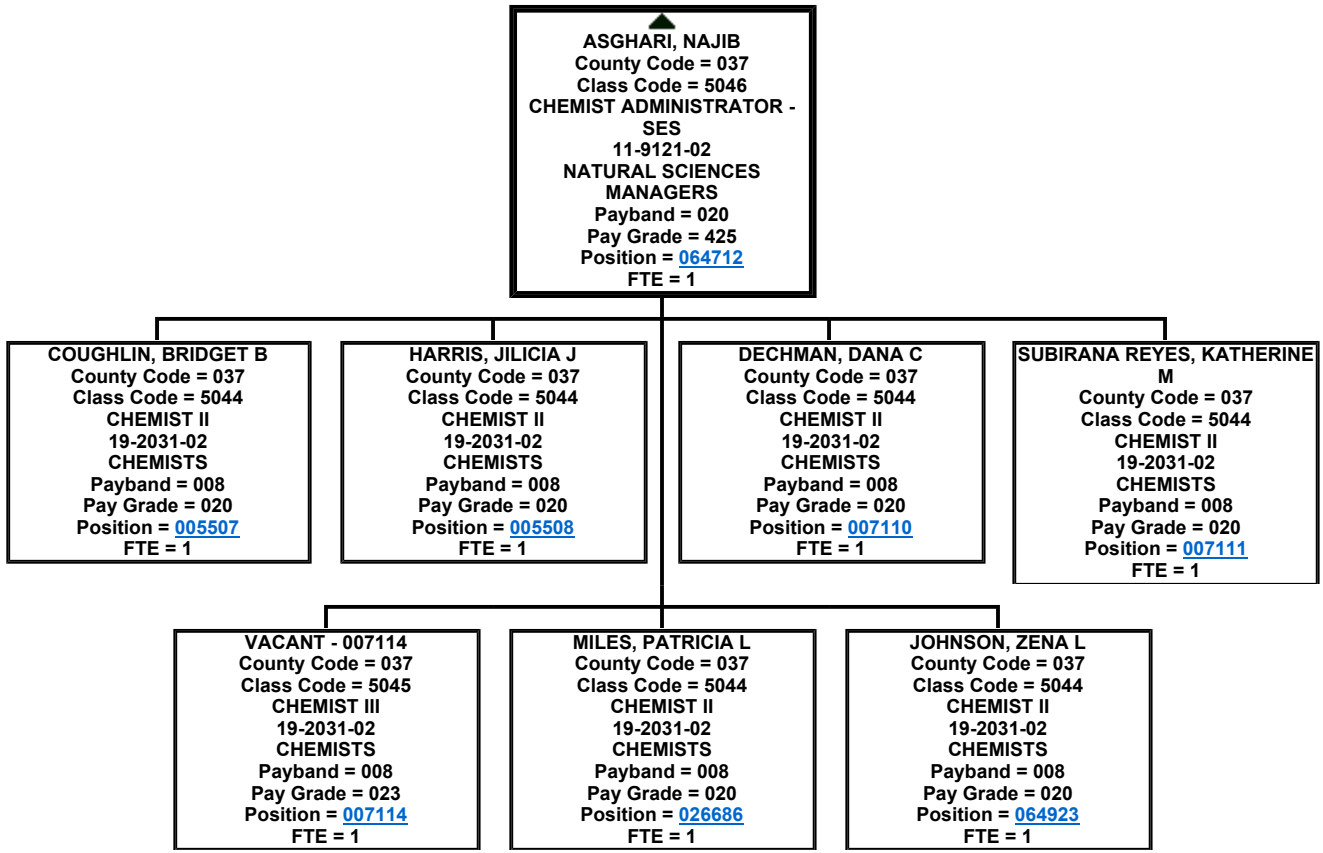 ASGHARI, NAJIB
County Code = 037
Class Code = 5046
CHEMIST ADMINISTRATOR -
SES
11-9121-02
NATURAL SCIENCES
MANAGERS
Payband = 020
Pay Grade = 425
Position = 064712
FTE = 1
COUGHLIN, BRIDGET B
County Code = 037
Class Code = 5044
CHEMIST II
19-2031-02
CHEMISTS
Payband = 008
Pay Grade = 020
Position = 005507
FTE = 1
HARRIS, JILICIA J
County Code = 037
Class Code = 5044
CHEMIST II
19-2031-02
CHEMISTS
Payband = 008
Pay Grade = 020
Position = 005508
FTE = 1
DECHMAN, DANA C
County Code = 037
Class Code = 5044
CHEMIST II
19-2031-02
CHEMISTS
Payband = 008
Pay Grade = 020
Position = 007110
FTE = 1
SUBIRANA REYES, KATHERINE
M
County Code = 037
Class Code = 5044
CHEMIST II
19-2031-02
CHEMISTS
Payband = 008
Pay Grade = 020
Position = 007111
FTE = 1
VACANT - 007114
County Code = 037
Class Code = 5045
CHEMIST III
19-2031-02
CHEMISTS
Payband = 008
Pay Grade = 023
Position = 007114
FTE = 1
MILES, PATRICIA L
County Code = 037
Class Code = 5044
CHEMIST II
19-2031-02
CHEMISTS
Payband = 008
Pay Grade = 020
Position = 026686
FTE = 1
JOHNSON, ZENA L
County Code = 037
Class Code = 5044
CHEMIST II
19-2031-02
CHEMISTS
Payband = 008
Pay Grade = 020
Position = 064923
FTE = 1